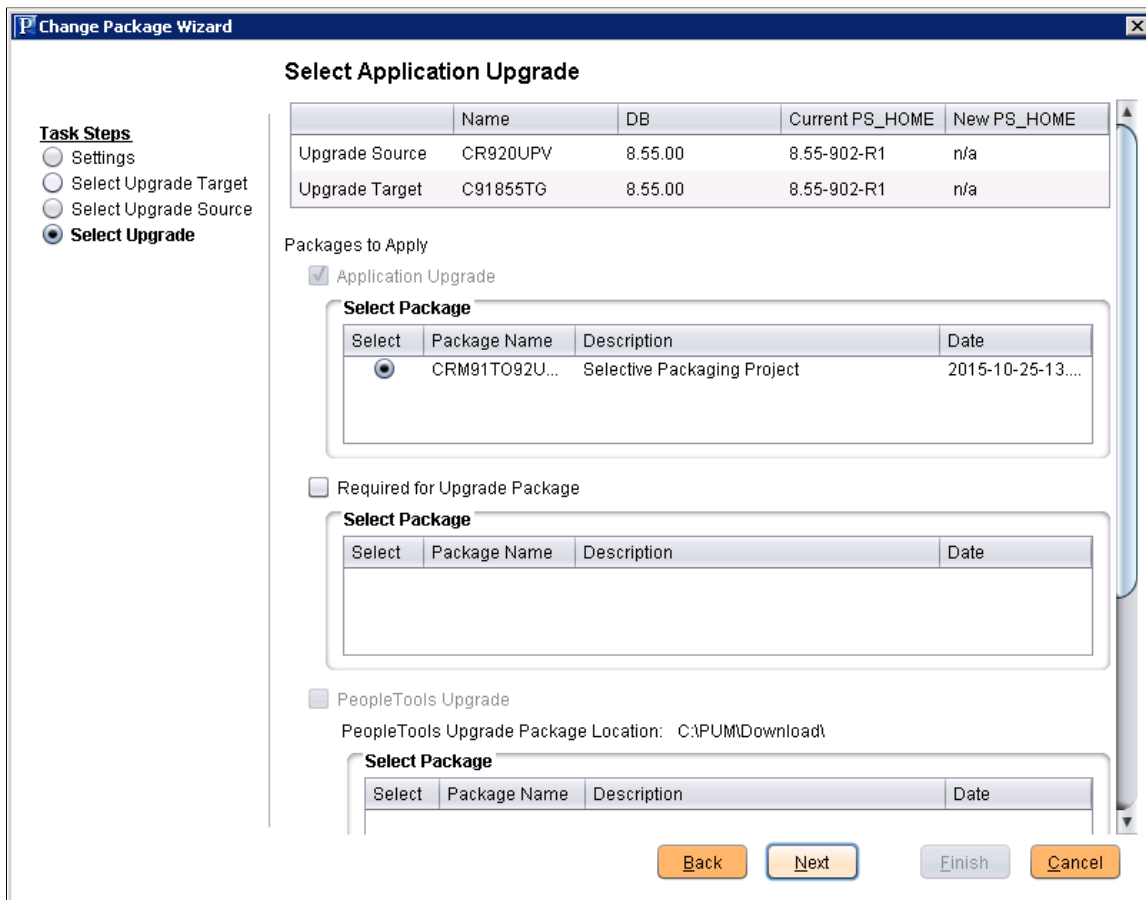 Change Package Wizard
Select Application Upgrade
Task Steps
Settings
Select Upgrade Target
Select Upgrade Source
Select Upgrade
Name DB Current PS_HOME New PS_HOME
Upgrade Source CR920UPV 8.55.00 8.55-902-R1 n/a
Upgrade Target C91855TG 8.55.00 8.55-902-R1 n/a
Packages to Apply
Application Upgrade
Select Package
Select Package Name Description Date
CRM91TO92U... Selective Packaging Project 2015-10-25-13....
Required for Upgrade Package
Select Package
Select Package Name Description Date
PeopleTools Upgrade
PeopleTools Upgrade Package Location: C:\PUM\Download\
Select Package
Select Package Name Description Date
Back Next Finish Cancel